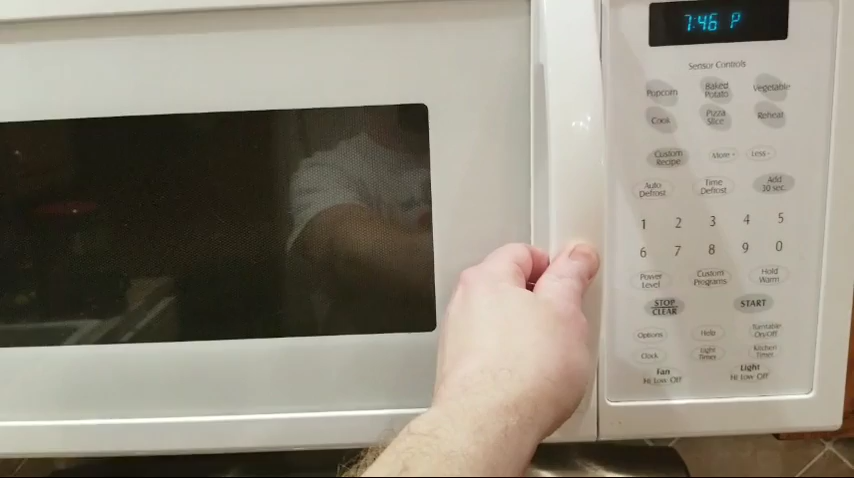 7:46 P
Sensor Controls
Popcorn
Baked Potato
Vegetable
Cook
Pizza Slice
Reheat
Custom Recipe
More +
Less -
Auto Defrost
Time Defrost
Add 30 sec.
1 2 3 4 5
6 7 8 9 0
Power Level
Custom Programs
Hold Warm
STOP CLEAR
START
Options
Help
Turntable On/Off
Clock
Light Timer
Kitchen Timer
Fan
Hi Low Off
Light
Hi Low Off